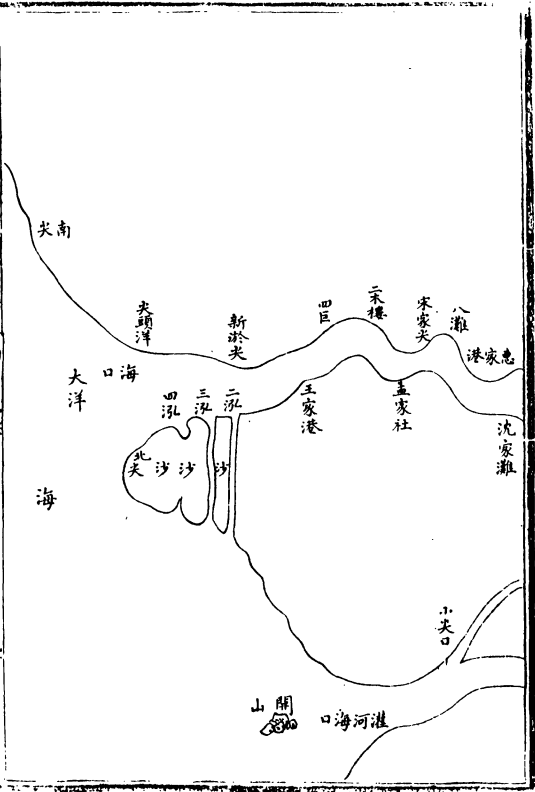 南尖
尖頭洋
新淤尖
四巨
二木樓
宋家尖
八灘
惠家港
海口
大洋
海
四泓
三泓
二泓
王家港
孟家社
沈家灘
北尖
沙
沙
沙
小尖口
開山
灌河海口